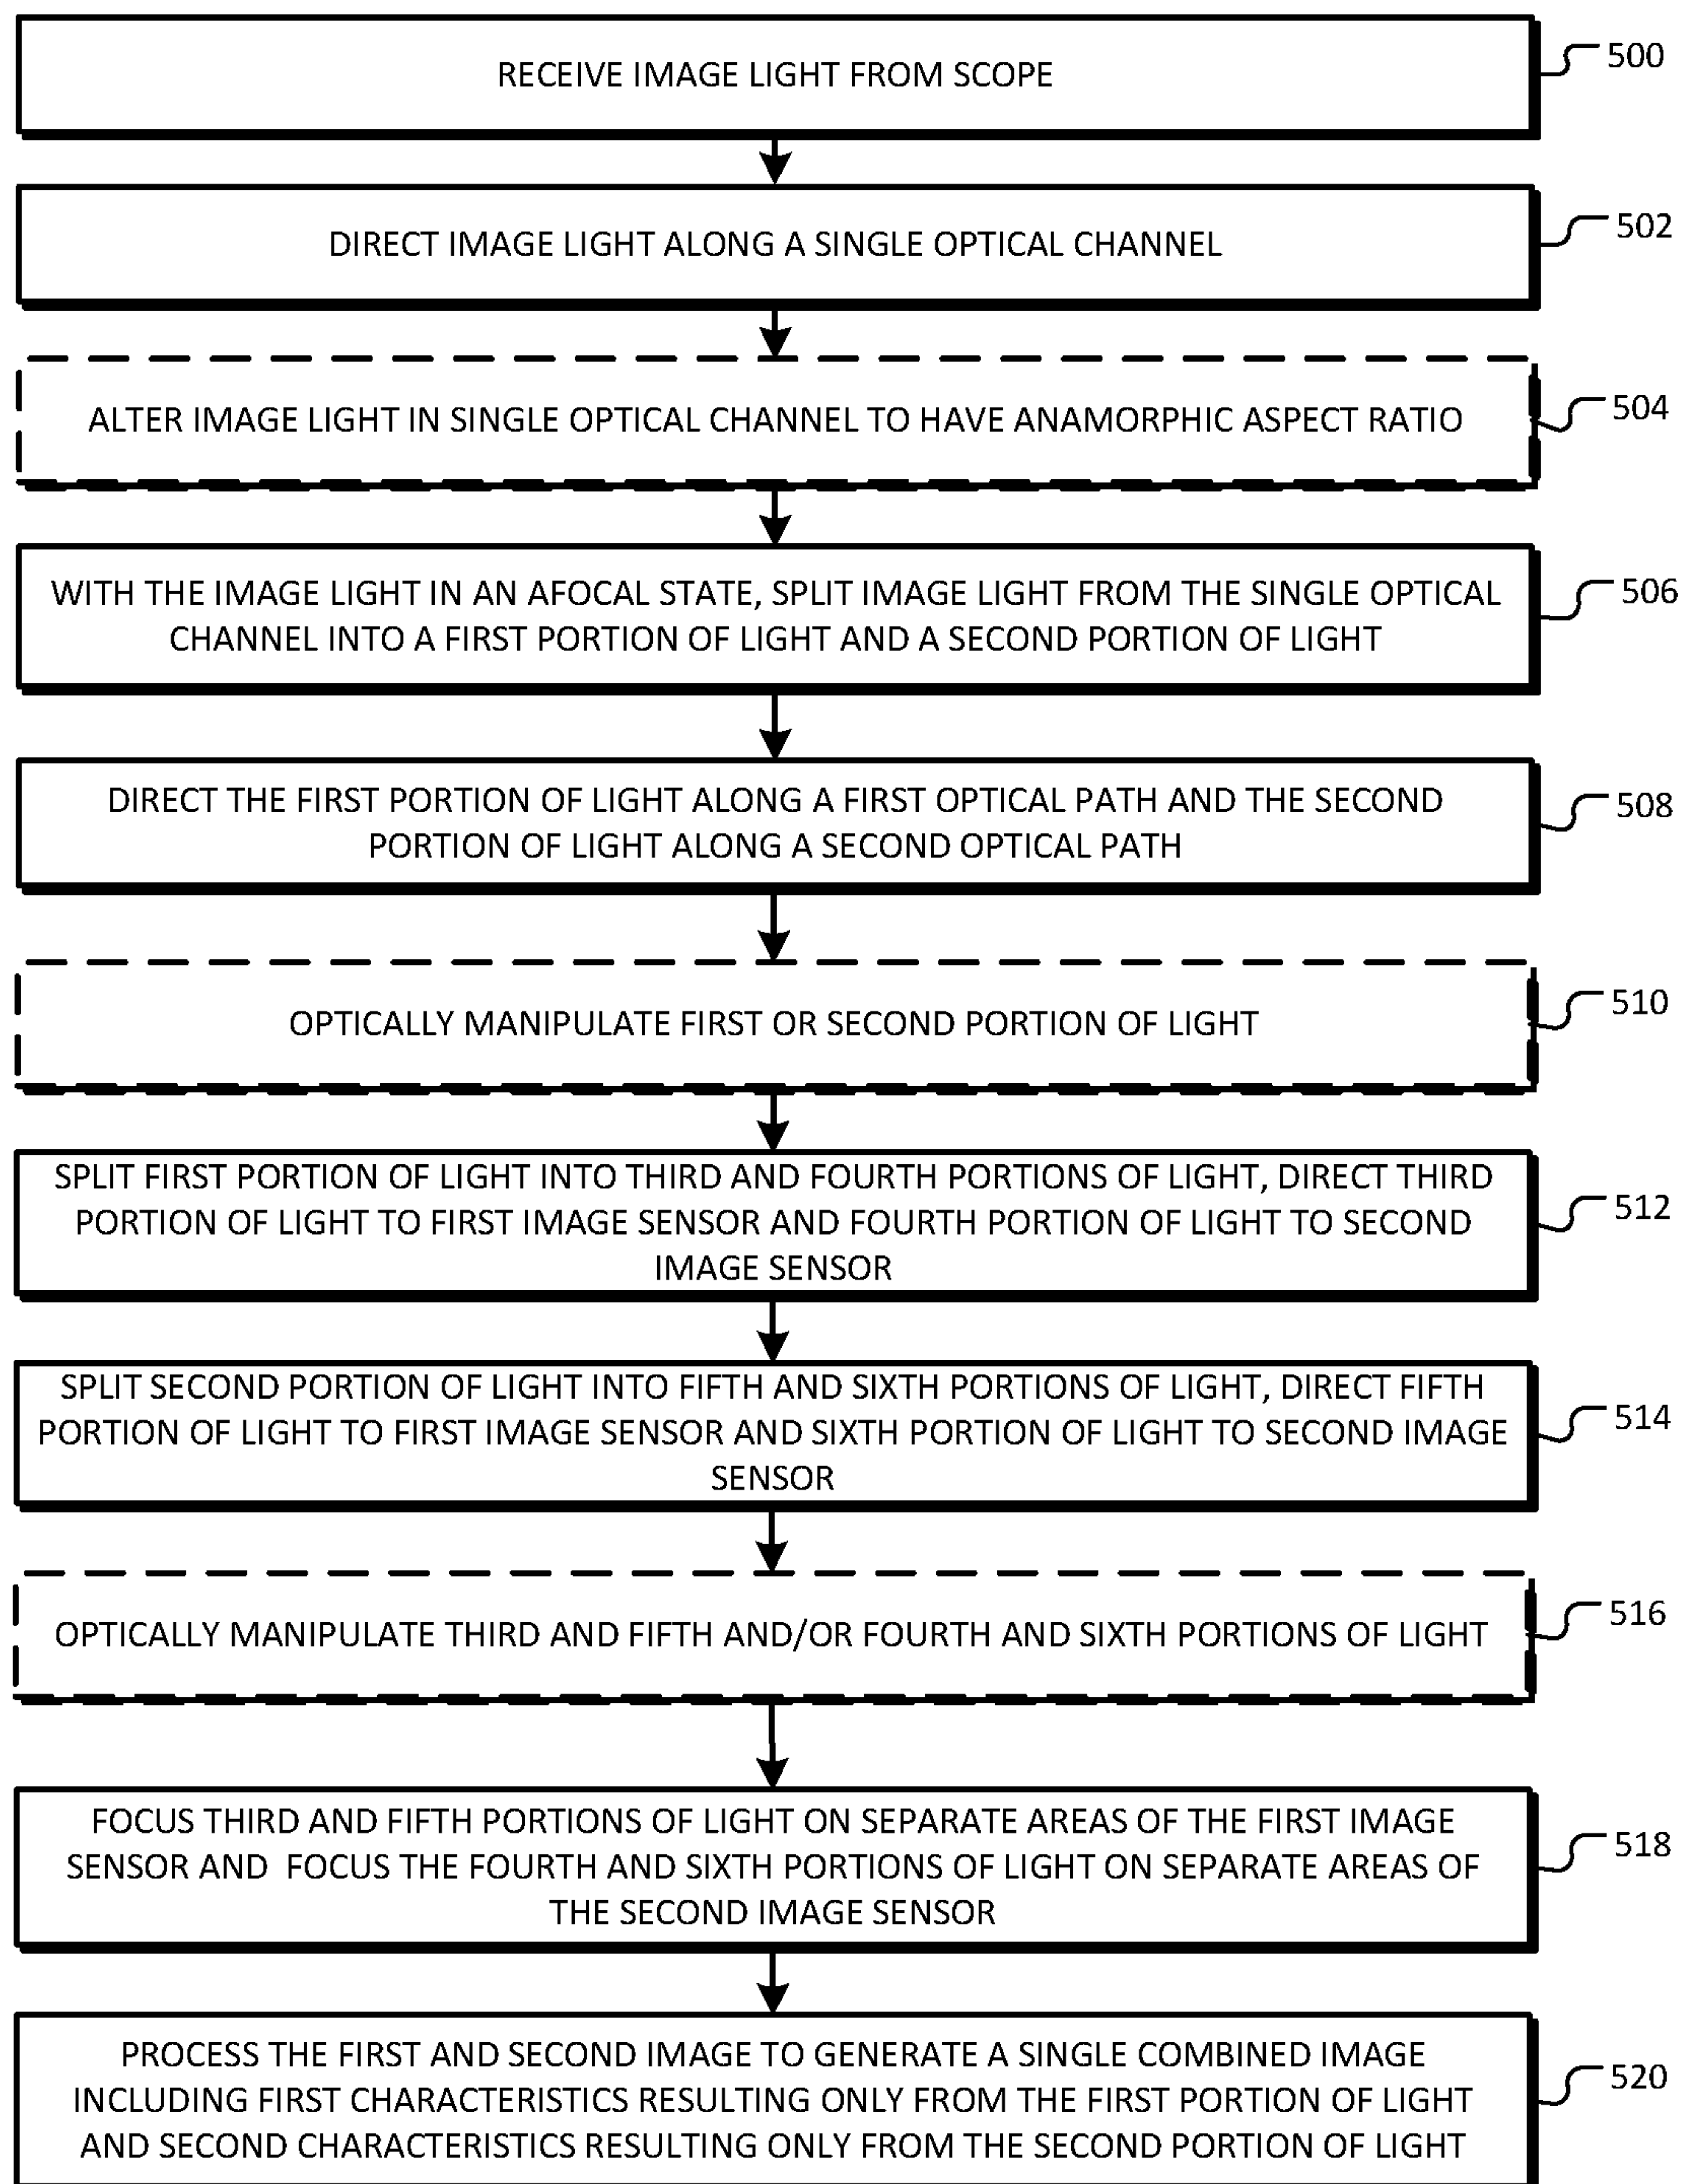 RECEIVE IMAGE LIGHT FROM SCOPE
500
DIRECT IMAGE LIGHT ALONG A SINGLE OPTICAL CHANNEL
502
ALTER IMAGE LIGHT IN SINGLE OPTICAL CHANNEL TO HAVE ANAMORPHIC ASPECT RATIO
504
WITH THE IMAGE LIGHT IN AN AFOCAL STATE, SPLIT IMAGE LIGHT FROM THE SINGLE OPTICAL
CHANNEL INTO A FIRST PORTION OF LIGHT AND A SECOND PORTION OF LIGHT
506
DIRECT THE FIRST PORTION OF LIGHT ALONG A FIRST OPTICAL PATH AND THE SECOND
PORTION OF LIGHT ALONG A SECOND OPTICAL PATH
508
OPTICALLY MANIPULATE FIRST OR SECOND PORTION OF LIGHT
510
SPLIT FIRST PORTION OF LIGHT INTO THIRD AND FOURTH PORTIONS OF LIGHT, DIRECT THIRD
PORTION OF LIGHT TO FIRST IMAGE SENSOR AND FOURTH PORTION OF LIGHT TO SECOND
IMAGE SENSOR
512
SPLIT SECOND PORTION OF LIGHT INTO FIFTH AND SIXTH PORTIONS OF LIGHT, DIRECT FIFTH
PORTION OF LIGHT TO FIRST IMAGE SENSOR AND SIXTH PORTION OF LIGHT TO SECOND IMAGE
SENSOR
514
OPTICALLY MANIPULATE THIRD AND FIFTH AND/OR FOURTH AND SIXTH PORTIONS OF LIGHT
516
FOCUS THIRD AND FIFTH PORTIONS OF LIGHT ON SEPARATE AREAS OF THE FIRST IMAGE
SENSOR AND FOCUS THE FOURTH AND SIXTH PORTIONS OF LIGHT ON SEPARATE AREAS OF
THE SECOND IMAGE SENSOR
518
PROCESS THE FIRST AND SECOND IMAGE TO GENERATE A SINGLE COMBINED IMAGE
INCLUDING FIRST CHARACTERISTICS RESULTING ONLY FROM THE FIRST PORTION OF LIGHT
AND SECOND CHARACTERISTICS RESULTING ONLY FROM THE SECOND PORTION OF LIGHT
520